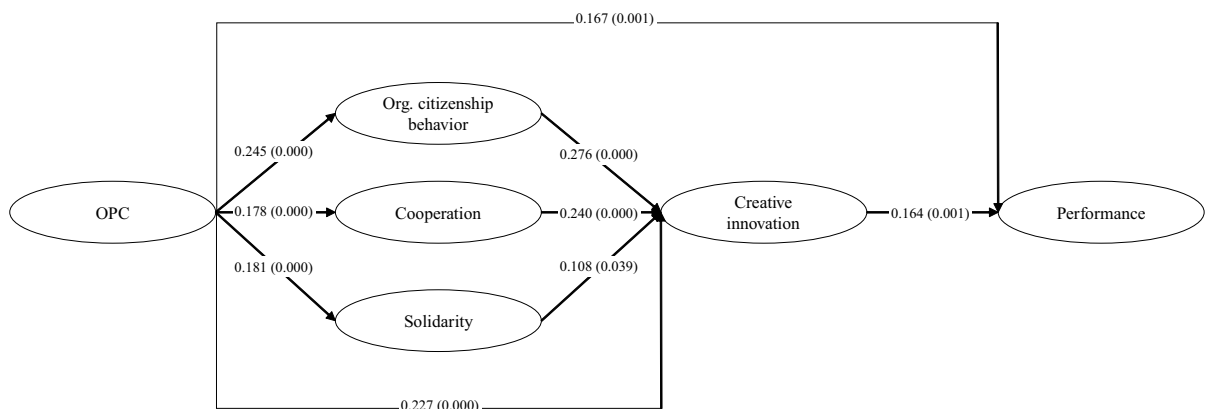 0.167 (0.001)
Org. citizenship
behavior
0.245 (0.000)
0.276 (0.000)
OPC
0.178 (0.000)
Cooperation
0.240 (0.000)
Creative
innovation
0.164 (0.001)
Performance
0.181 (0.000)
0.108 (0.039)
Solidarity
0.227 (0.000)